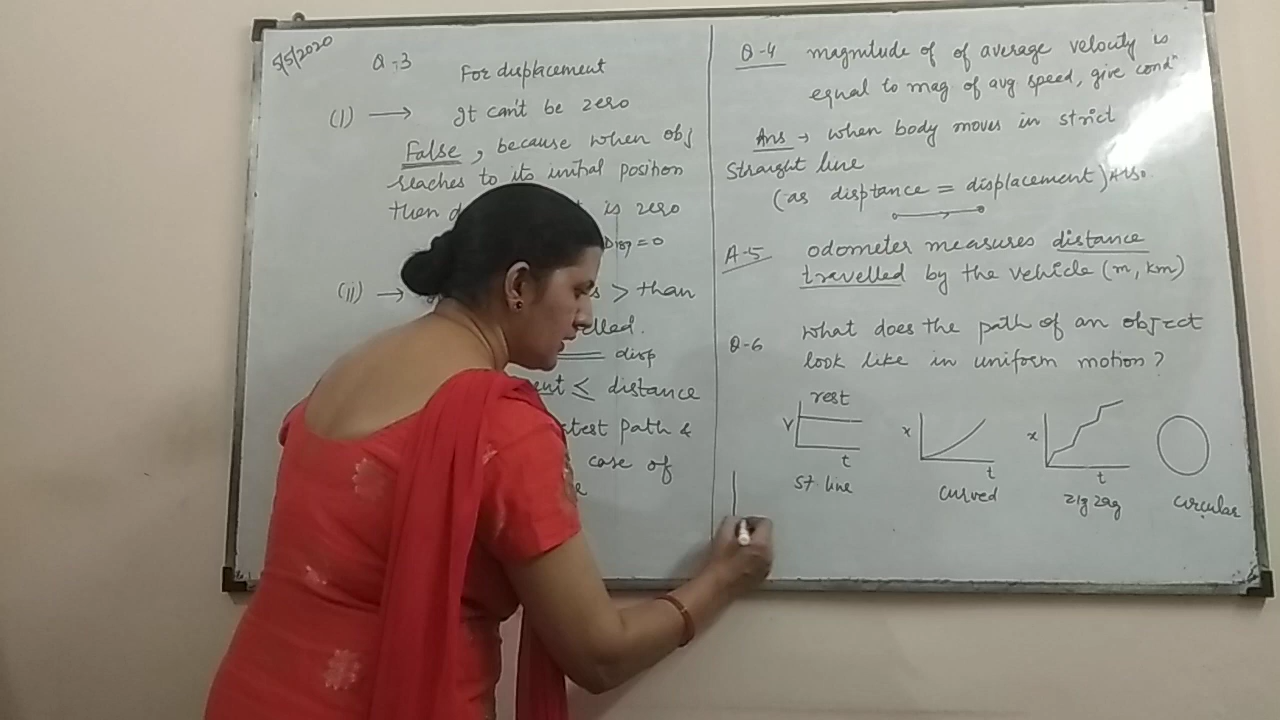 5/5/2020
Q-3
For displacement
(i) → It can't be zero
False, because when obj
reaches to its initial position
then is zero
Disp = 0
(ii) → > than
disp
≤ distance
Path &
case of
Q-4 magnitude of of average velocity is
equal to mag of avg speed, give condn
Ans → when body moves in strict
straight line
(as disptance = displacement) Ans.
A-5 odometer measures distance
travelled by the vehicle (m, km)
Q-6 what does the path of an object
look like in uniform motion?
rest
V
t
st line
x
t
curved
x
t
zig zag
circular